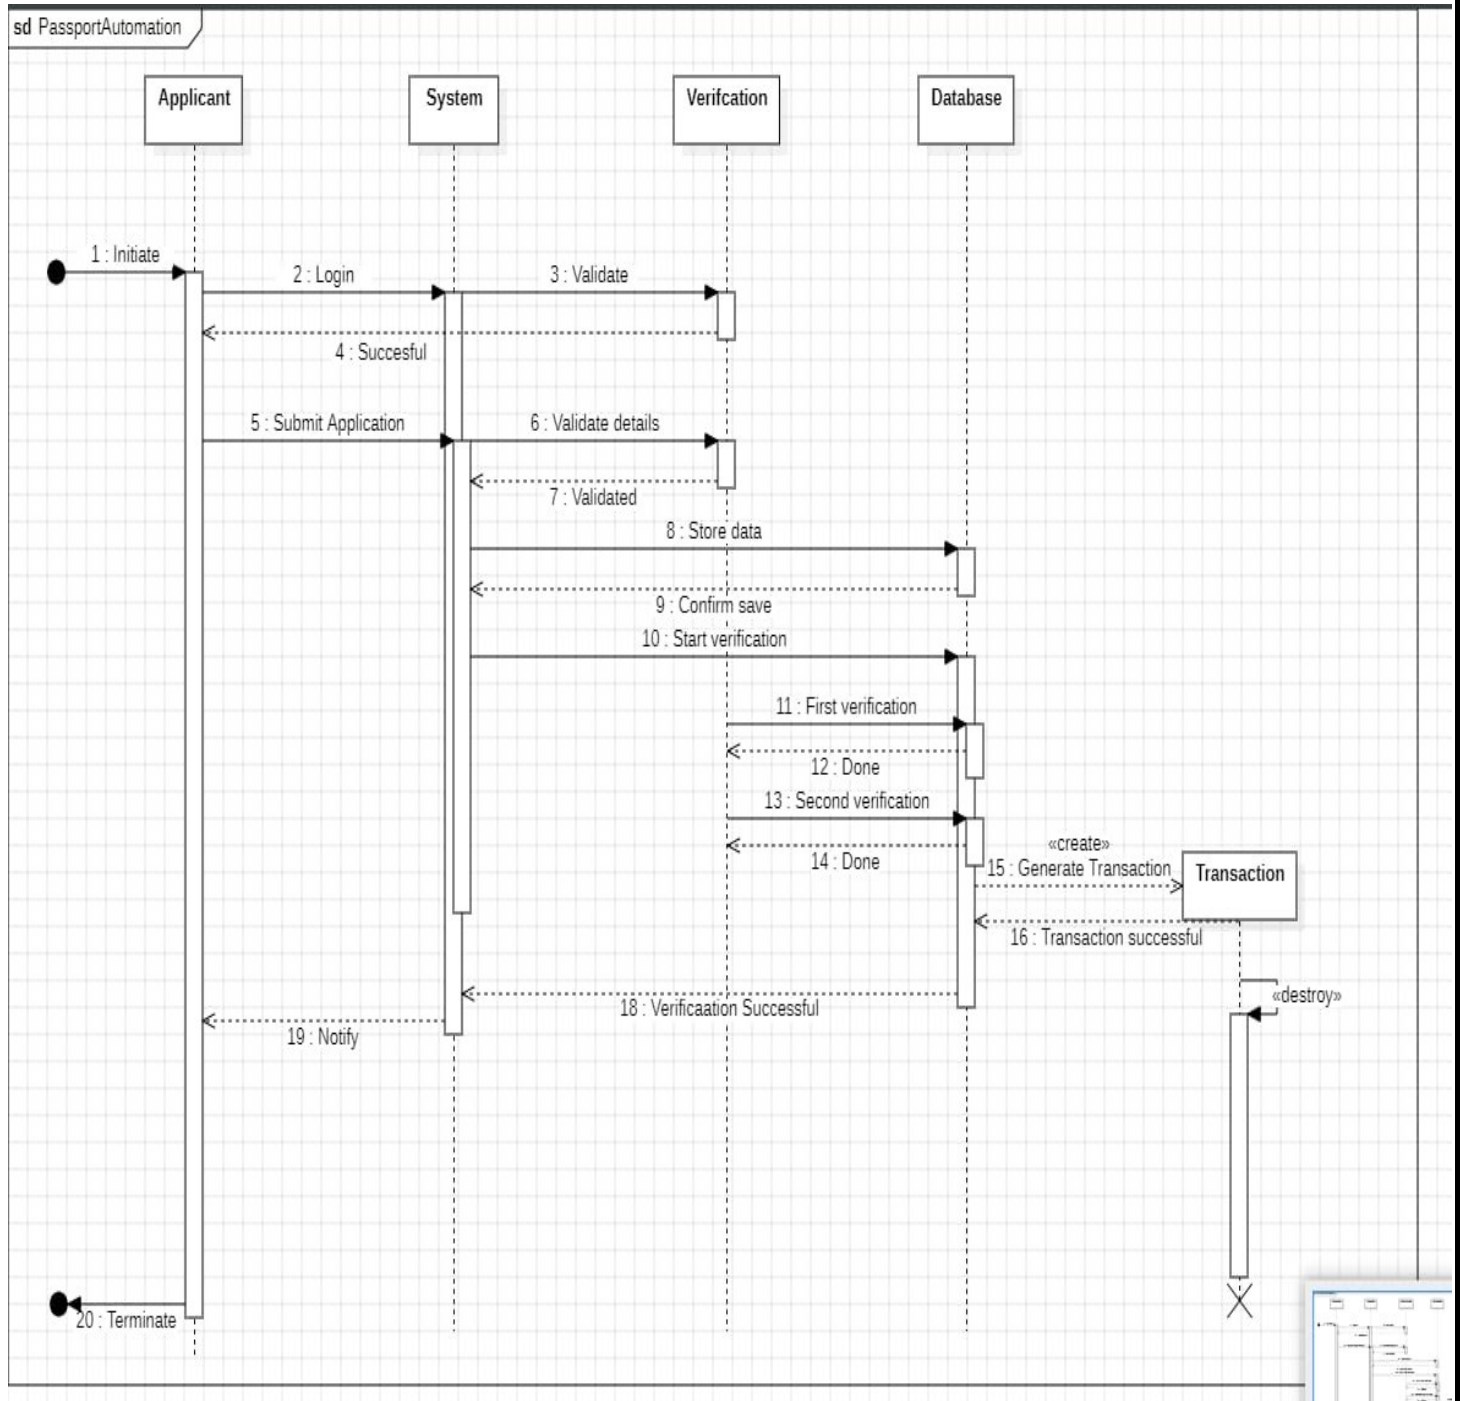 sd PassportAutomation
Applicant
System
Verifcation
Database
1 : Initiate
2 : Login
3 : Validate
4 : Succesful
5 : Submit Application
6 : Validate details
7 : Validated
8 : Store data
9 : Confirm save
10 : Start verification
11 : First verification
12 : Done
13 : Second verification
14 : Done
«create»
15 : Generate Transaction
Transaction
16 : Transaction successful
«destroy»
18 : Verificaation Successful
19 : Notify
20 : Terminate